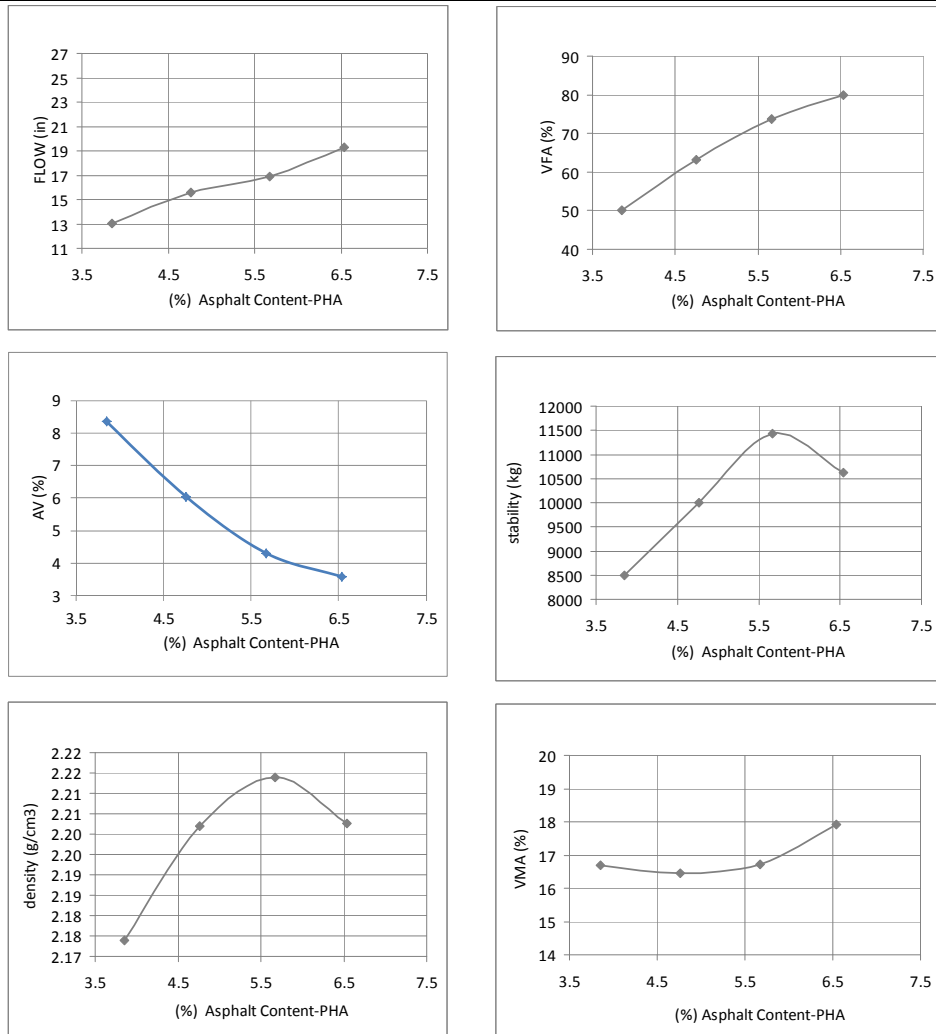 FLOW (in)
27
25
23
21
19
17
15
13
11
3.5 4.5 5.5 6.5 7.5
(%) Asphalt Content-PHA
VFA (%)
90
80
70
60
50
40
3.5 4.5 5.5 6.5 7.5
(%) Asphalt Content-PHA
AV (%)
9
8
7
6
5
4
3
3.5 4.5 5.5 6.5 7.5
(%) Asphalt Content-PHA
stability (kg)
12000
11500
11000
10500
10000
9500
9000
8500
8000
3.5 4.5 5.5 6.5 7.5
(%) Asphalt Content-PHA
density (g/cm3)
2.22
2.22
2.21
2.21
2.20
2.20
2.19
2.19
2.18
2.18
2.17
3.5 4.5 5.5 6.5 7.5
(%) Asphalt Content-PHA
VMA (%)
20
19
18
17
16
15
14
3.5 4.5 5.5 6.5 7.5
(%) Asphalt Content-PHA